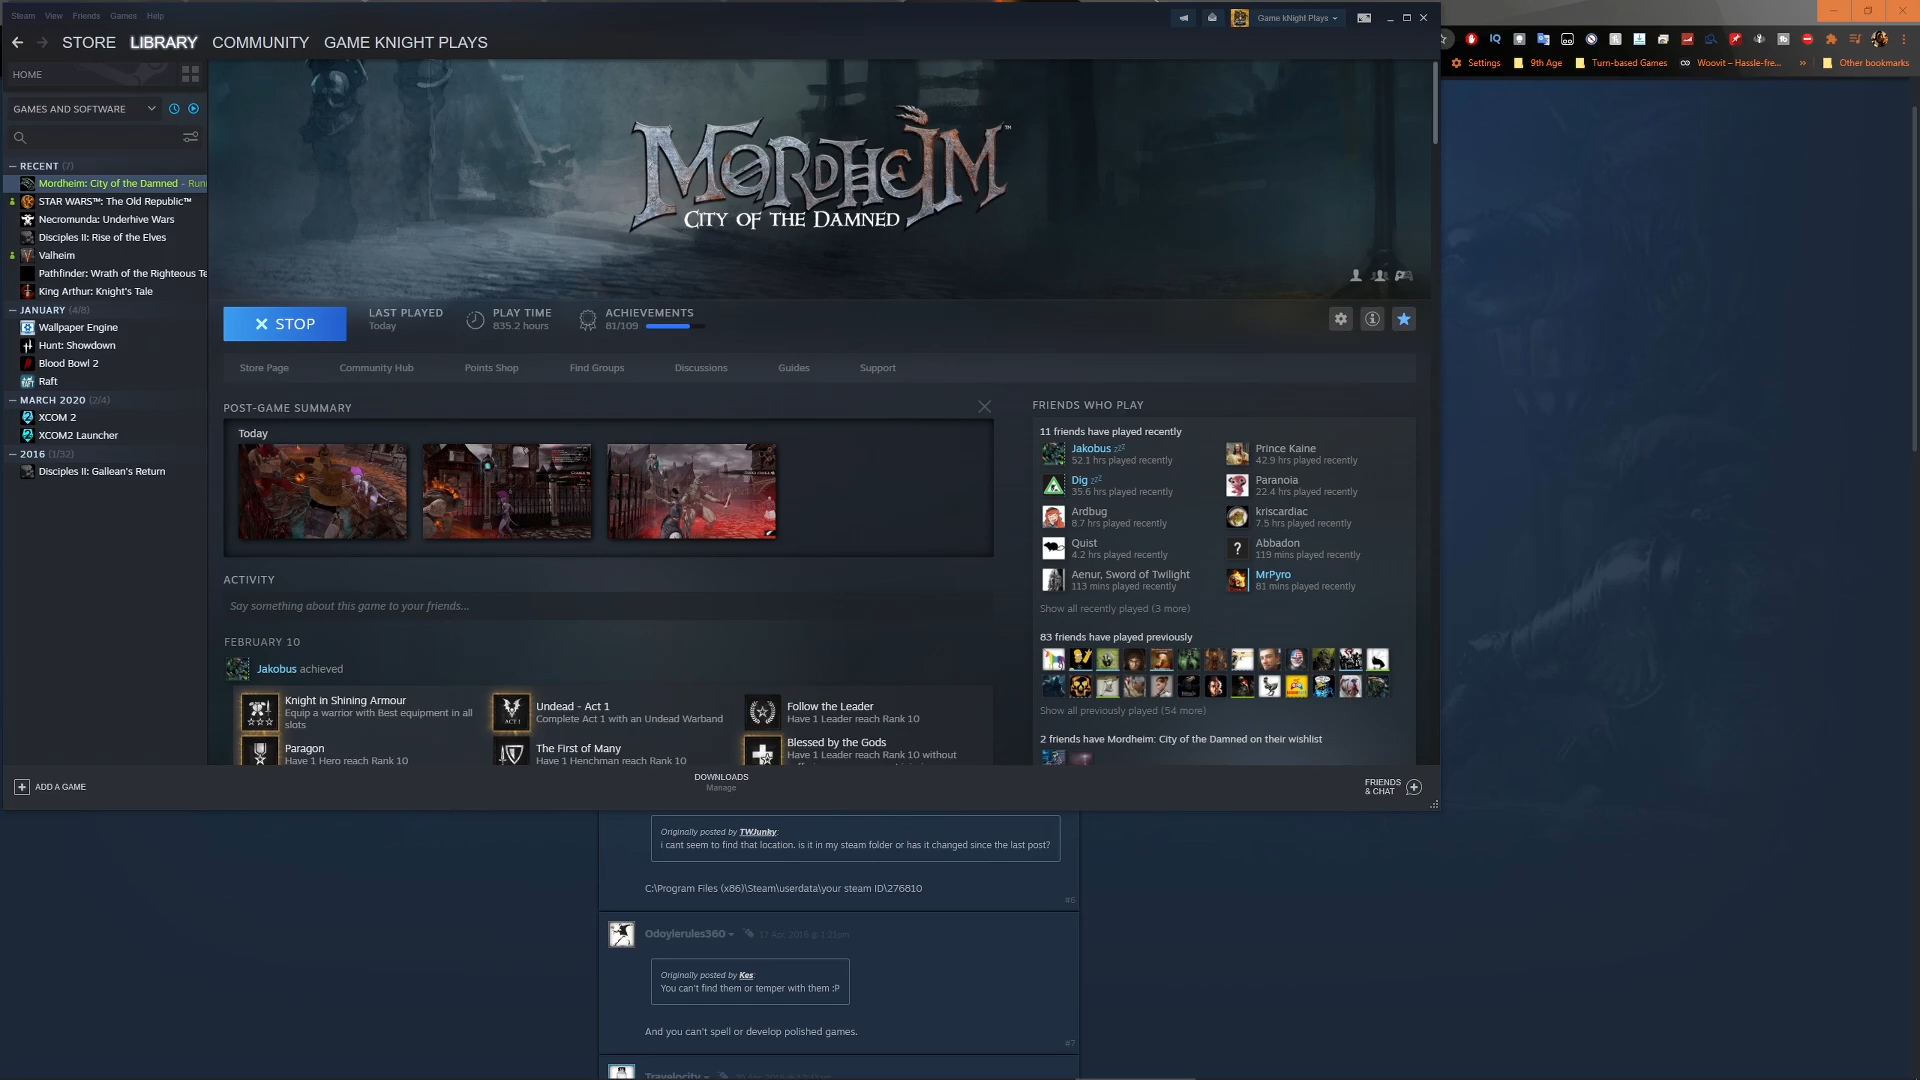 Steam View Friends Games Help
Game kNight Plays
STORE LIBRARY COMMUNITY GAME KNIGHT PLAYS
IQ
Settings 9th Age Turn-based Games Woovit – Hassle-fre... » Other bookmarks
HOME
GAMES AND SOFTWARE
— RECENT (7)
Mordheim: City of the Damned - Run
STAR WARS™: The Old Republic™
Necromunda: Underhive Wars
Disciples II: Rise of the Elves
Valheim
Pathfinder: Wrath of the Righteous Te
King Arthur: Knight's Tale
— JANUARY (4/8)
Wallpaper Engine
Hunt: Showdown
Blood Bowl 2
Raft
— MARCH 2020 (2/4)
XCOM 2
XCOM2 Launcher
— 2016 (1/32)
Disciples II: Gallean's Return
MORDHEIM™
CITY OF THE DAMNED
STOP
LAST PLAYED
Today
PLAY TIME
835.2 hours
ACHIEVEMENTS
81/109
Store Page Community Hub Points Shop Find Groups Discussions Guides Support
POST-GAME SUMMARY
Today
ACTIVITY
Say something about this game to your friends...
FEBRUARY 10
Jakobus achieved
Knight in Shining Armour
Equip a warrior with Best equipment in all
slots
ACT 1
Undead - Act 1
Complete Act 1 with an Undead Warband
Follow the Leader
Have 1 Leader reach Rank 10
Paragon
Have 1 Hero reach Rank 10
The First of Many
Have 1 Henchman reach Rank 10
Blessed by the Gods
Have 1 Leader reach Rank 10 without
FRIENDS WHO PLAY
11 friends have played recently
Jakobus zzz
52.1 hrs played recently
Prince Kaine
42.9 hrs played recently
Dig zzz
35.6 hrs played recently
Paranoia
22.4 hrs played recently
Ardbug
8.7 hrs played recently
kriscardiac
7.5 hrs played recently
Quist
4.2 hrs played recently
?
Abbadon
119 mins played recently
Aenur, Sword of Twilight
113 mins played recently
MrPyro
81 mins played recently
Show all recently played (3 more)
83 friends have played previously
Show all previously played (54 more)
2 friends have Mordheim: City of the Damned on their wishlist
ADD A GAME
DOWNLOADS
Manage
FRIENDS
& CHAT
Originally posted by TWJunky:
i cant seem to find that location. is it in my steam folder or has it changed since the last post?
C:\Program Files (x86)\Steam\userdata\your steam ID\276810
#6
Odoylerules360 17 Apr, 2016 @ 1:21pm
Originally posted by Kes:
You can't find them or temper with them :P
And you can't spell or develop polished games.
#7
Travelocity